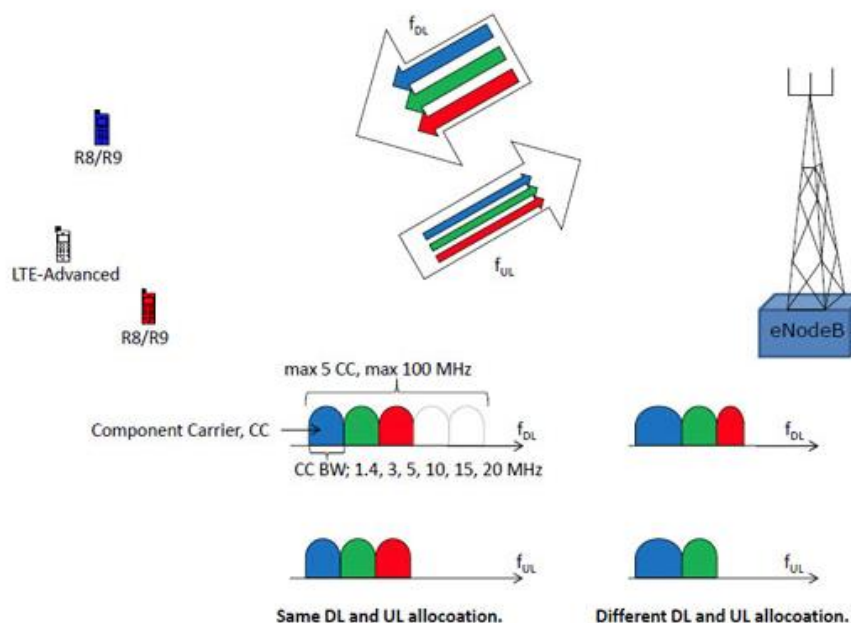 f_DL
R8/R9
LTE-Advanced
f_UL
R8/R9
eNodeB
max 5 CC, max 100 MHz
Component Carrier, CC
f_DL
f_DL
CC BW; 1.4, 3, 5, 10, 15, 20 MHz
f_UL
f_UL
Same DL and UL allocoation.
Different DL and UL allocoation.